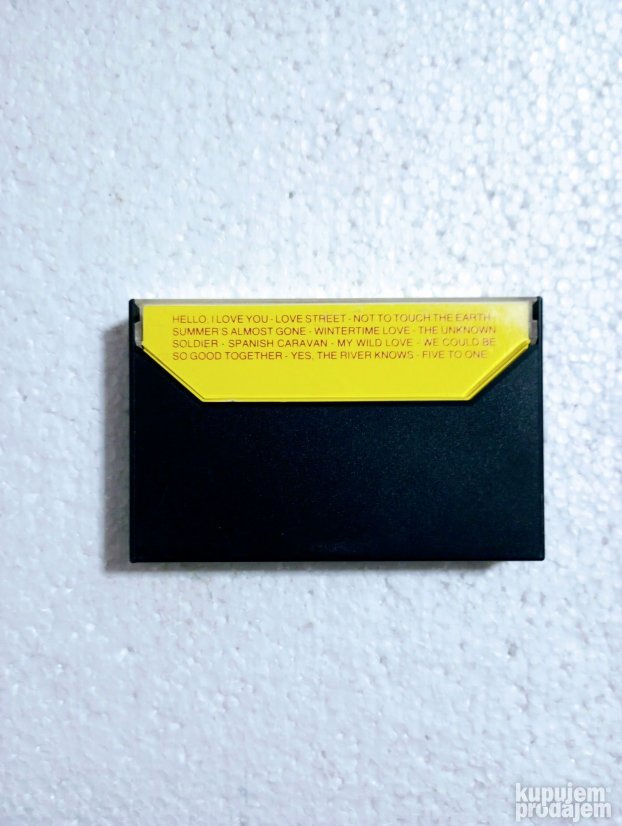 HELLO, I LOVE YOU - LOVE STREET - NOT TO TOUCH THE EARTH -
SUMMER'S ALMOST GONE - WINTERTIME LOVE - THE UNKNOWN
SOLDIER - SPANISH CARAVAN - MY WILD LOVE - WE COULD BE
SO GOOD TOGETHER - YES, THE RIVER KNOWS - FIVE TO ONE
kupujem
prodajem